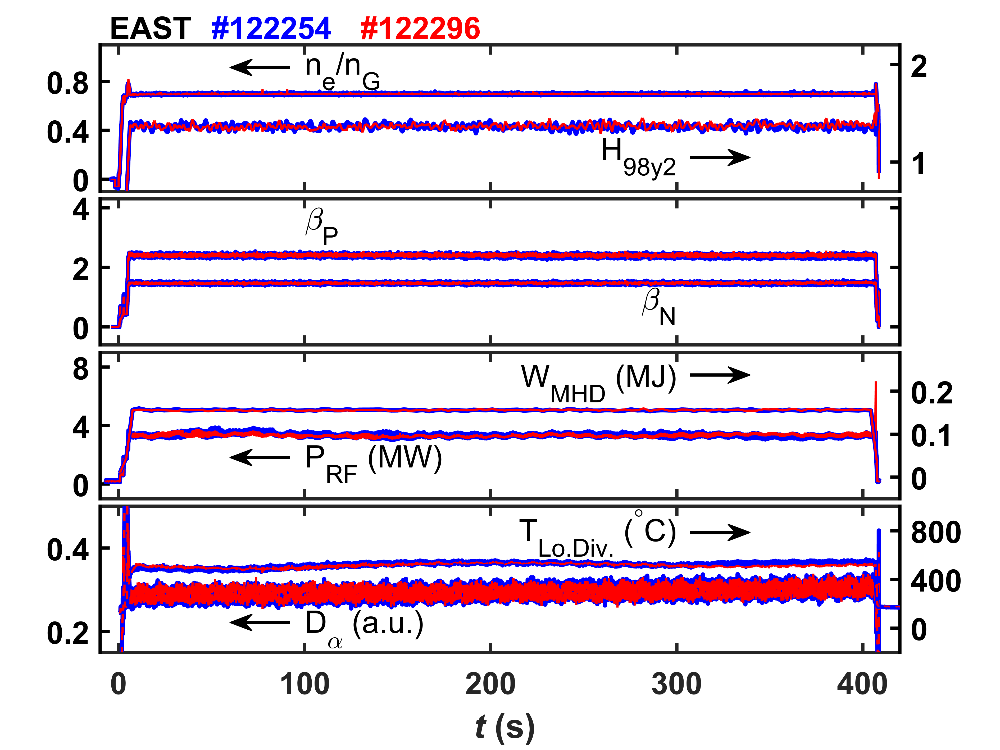 EAST #122254 #122296
nₑ/n_G
2
0.8
0.4
H₉₈y₂
1
0
4
β_P
2
β_N
0
8
W_MHD (MJ)
0.2
4
0.1
P_RF (MW)
0
0
T_Lo.Div. (°C)
800
0.4
400
D_α (a.u.)
0.2
0
0 100 200 300 400
t (s)